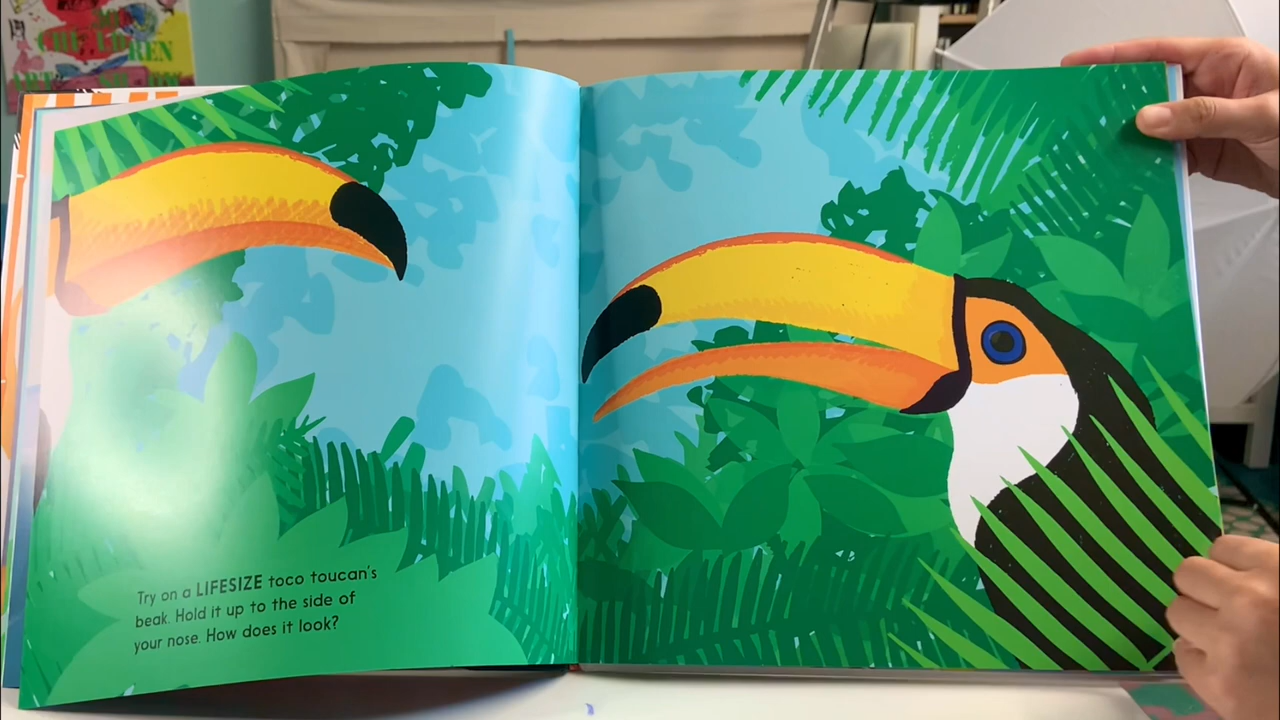 CHILDREN
Try on a LIFESIZE toco toucan's
beak. Hold it up to the side of
your nose. How does it look?